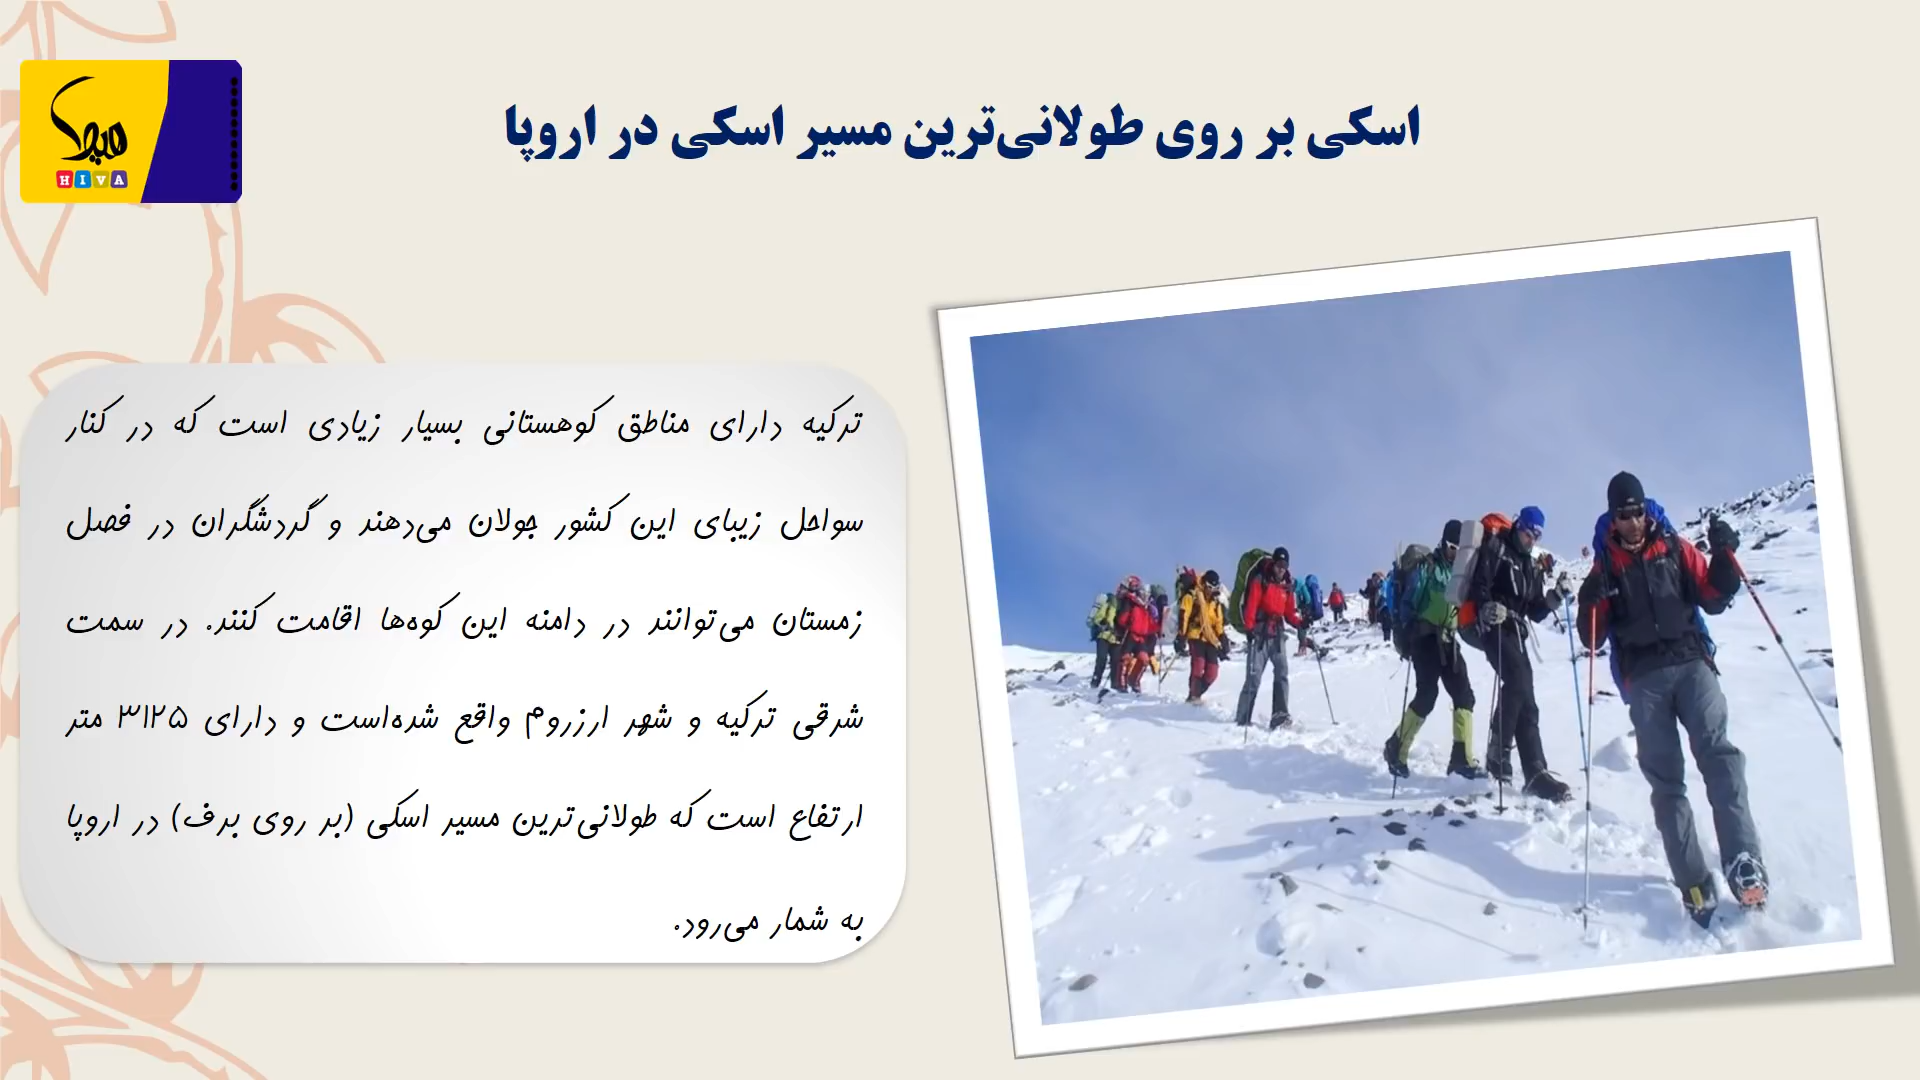 هیوا
HIVA
اسکی بر روی طولانی‌ترین مسیر اسکی در اروپا
ترکیه دارای مناطق کوهستانی بسیار زیادی است که در کنار
سواحل زیبای این کشور جولان می‌دهند و گردشگران در فصل
زمستان می‌توانند در دامنه این کوه‌ها اقامت کنند. در سمت
شرقی ترکیه و شهر ارزروم واقع شده‌است و دارای ۳۱۲۵ متر
ارتفاع است که طولانی‌ترین مسیر اسکی (بر روی برف) در اروپا
به شمار می‌رود.